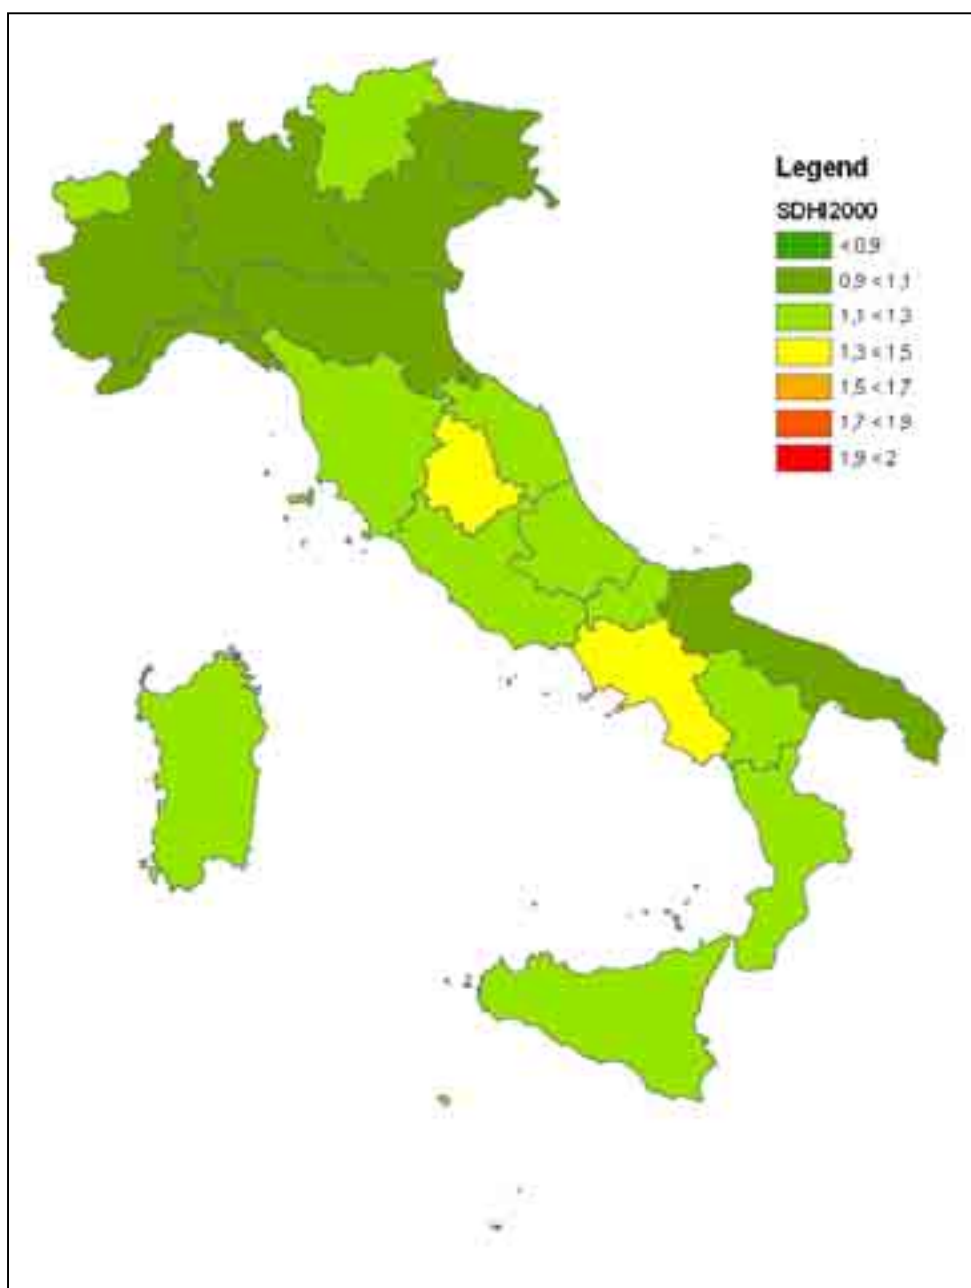 Legend
SDHI2000
< 0,9
0,9 < 1,1
1,1 < 1,3
1,3 < 1,5
1,5 < 1,7
1,7 < 1,9
1,9 < 2